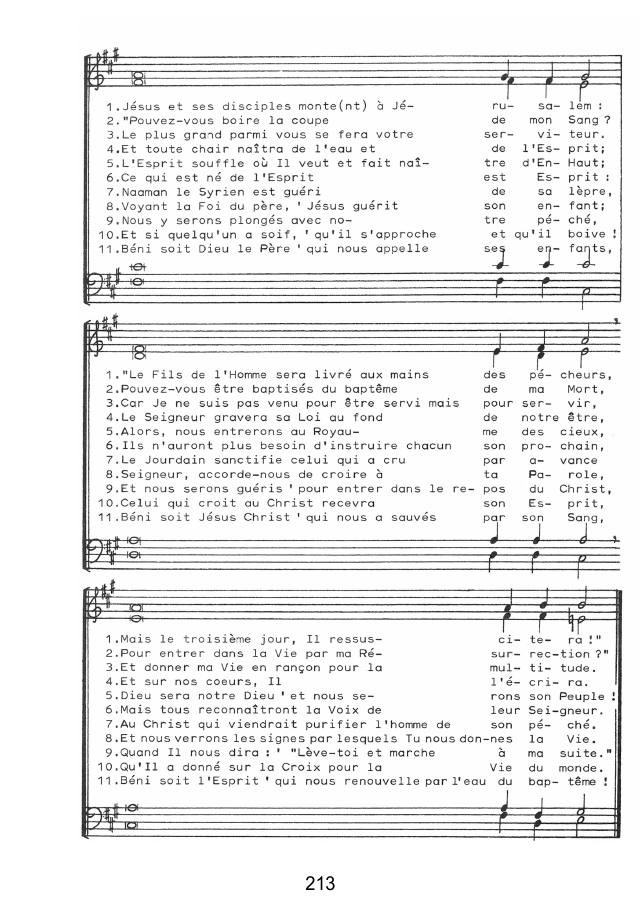 1.Jésus et ses disciples monte(nt) à Jé- ru- sa- lem :
2."Pouvez-vous boire la coupe de mon Sang ?
3.Le plus grand parmi vous se fera votre ser- vi- teur.
4.Et toute chair naîtra de l'eau et de l'Es- prit;
5.L'Esprit souffle où Il veut et fait naî- tre d'En- Haut;
6.Ce qui est né de l'Esprit est Es- prit :
7.Naaman le Syrien est guéri de sa lèpre,
8.Voyant la Foi du père, ' Jésus guérit son en- fant;
9.Nous y serons plongés avec no- tre pé- ché,
10.Et si quelqu'un a soif, ' qu'il s'approche et qu'il boive !
11.Béni soit Dieu le Père ' qui nous appelle ses en- fants,
1."Le Fils de l'Homme sera livré aux mains des pé- cheurs,
2.Pouvez-vous être baptisés du baptême de ma Mort,
3.Car Je ne suis pas venu pour être servi mais pour ser- vir,
4.Le Seigneur gravera sa Loi au fond de notre être,
5.Alors, nous entrerons au Royau- me des cieux,
6.Ils n'auront plus besoin d'instruire chacun son pro- chain,
7.Le Jourdain sanctifie celui qui a cru par a- vance
8.Seigneur, accorde-nous de croire à ta Pa- role,
9.Et nous serons guéris ' pour entrer dans le re- pos du Christ,
10.Celui qui croit au Christ recevra son Es- prit,
11.Béni soit Jésus Christ ' qui nous a sauvés par son Sang,
1.Mais le troisième jour, Il ressus- ci- te- ra !"
2.Pour entrer dans la Vie par ma Ré- sur- rec-tion ?"
3.Et donner ma Vie en rançon pour la mul- ti- tude.
4.Et sur nos coeurs, Il l'é- cri- ra.
5.Dieu sera notre Dieu ' et nous se- rons son Peuple !
6.Mais tous reconnaîtront la Voix de leur Sei-gneur.
7.Au Christ qui viendrait purifier l'homme de son pé- ché.
8.Et nous verrons les signes par lesquels Tu nous don-nes la Vie.
9.Quand Il nous dira : ' "Lève-toi et marche à ma suite."
10.Qu'Il a donné sur la Croix pour la Vie du monde.
11.Béni soit l'Esprit ' qui nous renouvelle par l'eau du bap- tême !
213